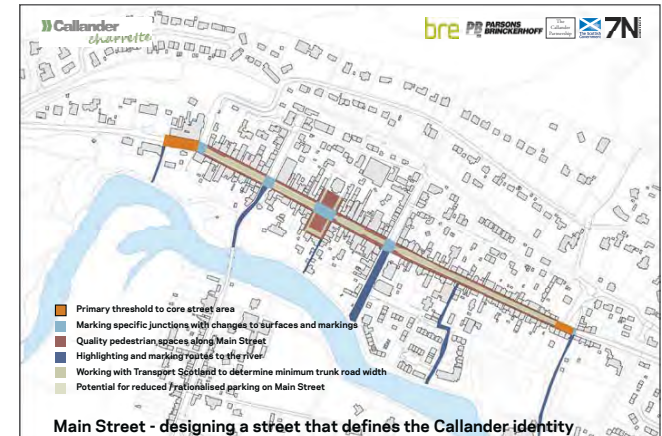 Callander
charrette
bre PB PARSONS BRINCKERHOFF The Callander Partnership The Scottish Government 7N
Primary threshold to core street area
Marking specific junctions with changes to surfaces and markings
Quality pedestrian spaces along Main Street
Highlighting and marking routes to the river
Working with Transport Scotland to determine minimum trunk road width
Potential for reduced / rationalised parking on Main Street
Main Street - designing a street that defines the Callander identity